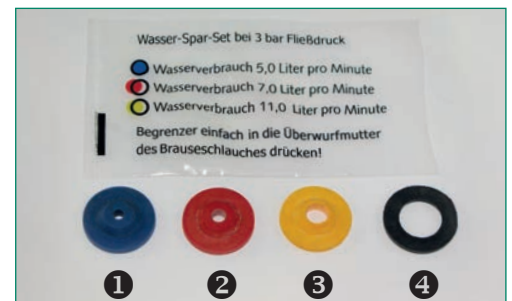 Wasser-Spar-Set bei 3 bar Fließdruck
Wasserverbrauch 5,0 Liter pro Minute
Wasserverbrauch 7,0 Liter pro Minute
Wasserverbrauch 11,0 Liter pro Minute
Begrenzer einfach in die Überwurfmutter
des Brauseschlauches drücken!
1 2 3 4